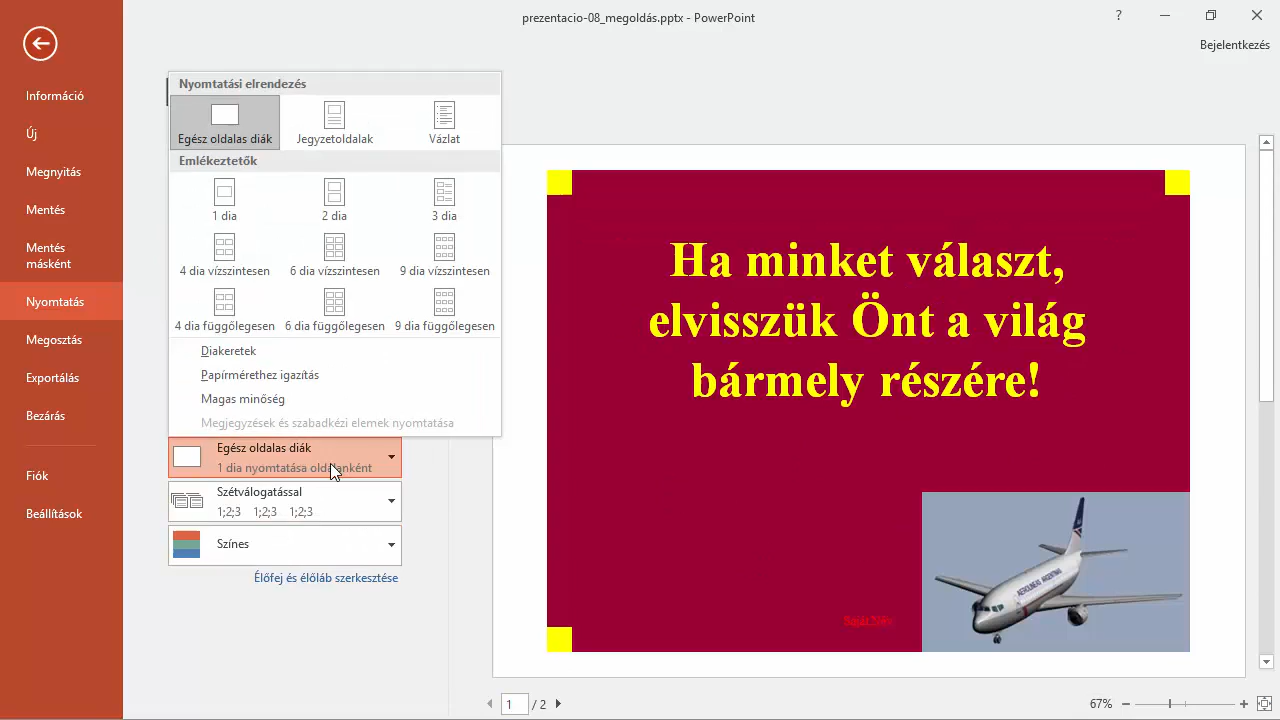 prezentacio-08_megoldás.pptx - PowerPoint
?
Bejelentkezés
Információ
Új
Megnyitás
Mentés
Mentés
másként
Nyomtatás
Megosztás
Exportálás
Bezárás
Fiók
Beállítások
Nyomtatási elrendezés
Egész oldalas diák
Jegyzetoldalak
Vázlat
Emlékeztetők
1 dia
2 dia
3 dia
4 dia vízszintesen
6 dia vízszintesen
9 dia vízszintesen
4 dia függőlegesen
6 dia függőlegesen
9 dia függőlegesen
Diakeretek
Papírmérethez igazítás
Magas minőség
Megjegyzések és szabadkézi elemek nyomtatása
Egész oldalas diák
1 dia nyomtatása oldalanként
Szétválogatással
1;2;3 1;2;3 1;2;3
Színes
Élőfej és élőláb szerkesztése
Ha minket választ,
elvisszük Önt a világ
bármely részére!
Saját Név
1 / 2
67%